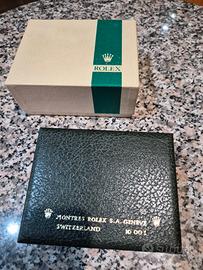 ROLEX
MONTRES ROLEX S.A. GENEVE
SWITZERLAND 10 00 1